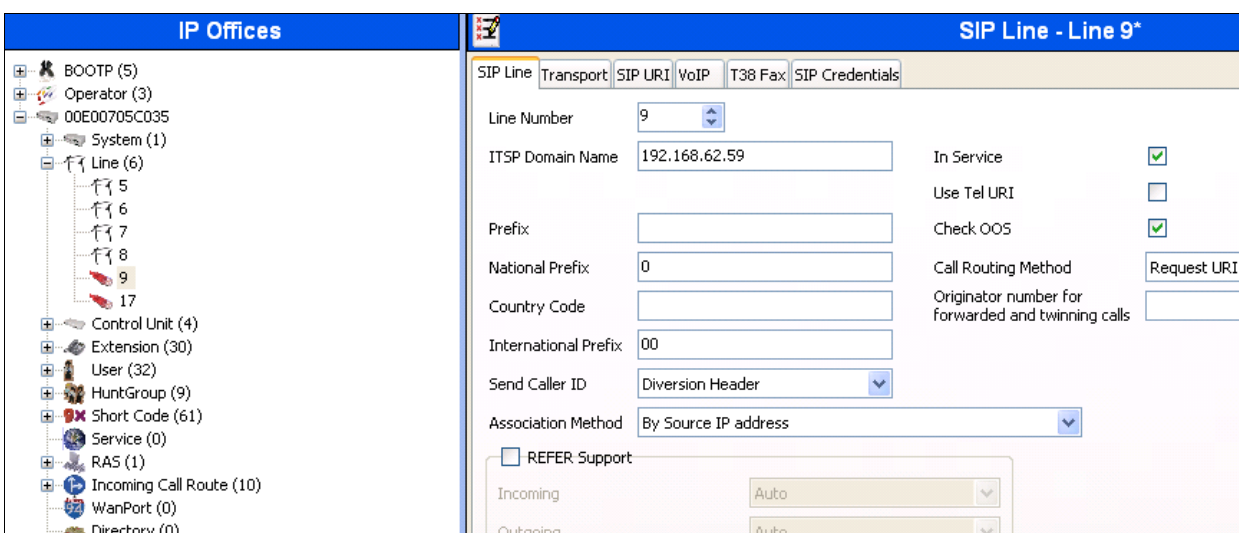 IP Offices
BOOTP (5)
Operator (3)
00E00705C035
System (1)
Line (6)
5
6
7
8
9
17
Control Unit (4)
Extension (30)
User (32)
HuntGroup (9)
Short Code (61)
Service (0)
RAS (1)
Incoming Call Route (10)
WanPort (0)
Directory (0)
SIP Line - Line 9*
SIP Line Transport SIP URI VoIP T38 Fax SIP Credentials
Line Number 9
ITSP Domain Name 192.168.62.59 In Service
Use Tel URI
Prefix Check OOS
National Prefix 0 Call Routing Method Request URI
Country Code Originator number for
forwarded and twinning calls
International Prefix 00
Send Caller ID Diversion Header
Association Method By Source IP address
REFER Support
Incoming Auto
Outgoing Auto